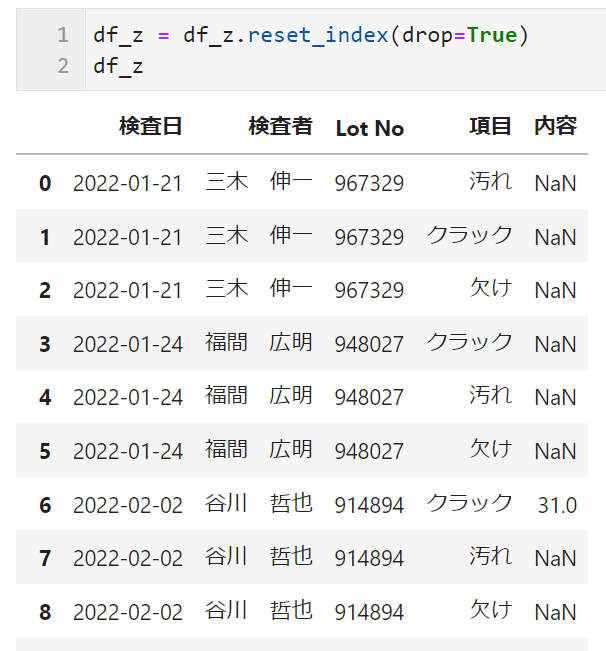 1 df_z = df_z.reset_index(drop=True)
2 df_z
検査日 検査者 Lot No 項目 内容
0 2022-01-21 三木　伸一 967329 汚れ NaN
1 2022-01-21 三木　伸一 967329 クラック NaN
2 2022-01-21 三木　伸一 967329 欠け NaN
3 2022-01-24 福間　広明 948027 クラック NaN
4 2022-01-24 福間　広明 948027 汚れ NaN
5 2022-01-24 福間　広明 948027 欠け NaN
6 2022-02-02 谷川　哲也 914894 クラック 31.0
7 2022-02-02 谷川　哲也 914894 汚れ NaN
8 2022-02-02 谷川　哲也 914894 欠け NaN